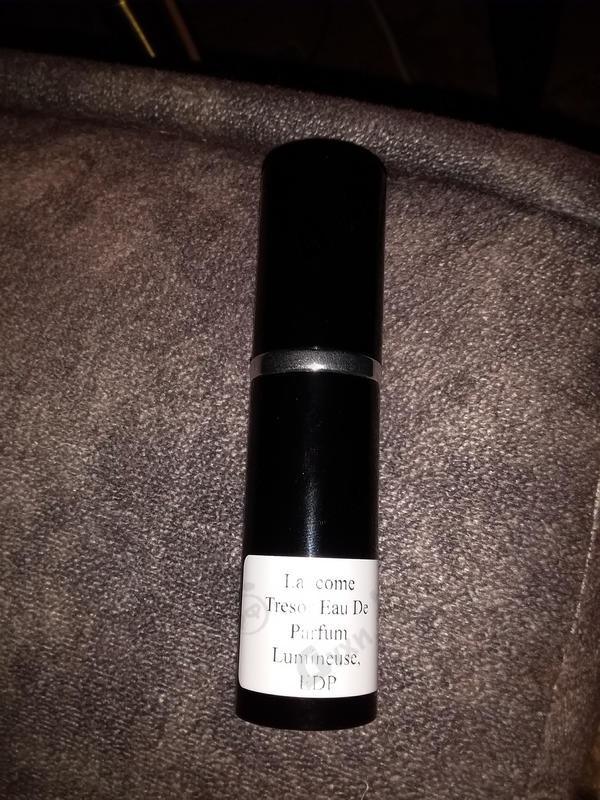 La come
Treso Eau De
Parfum
Lumineuse,
EDP